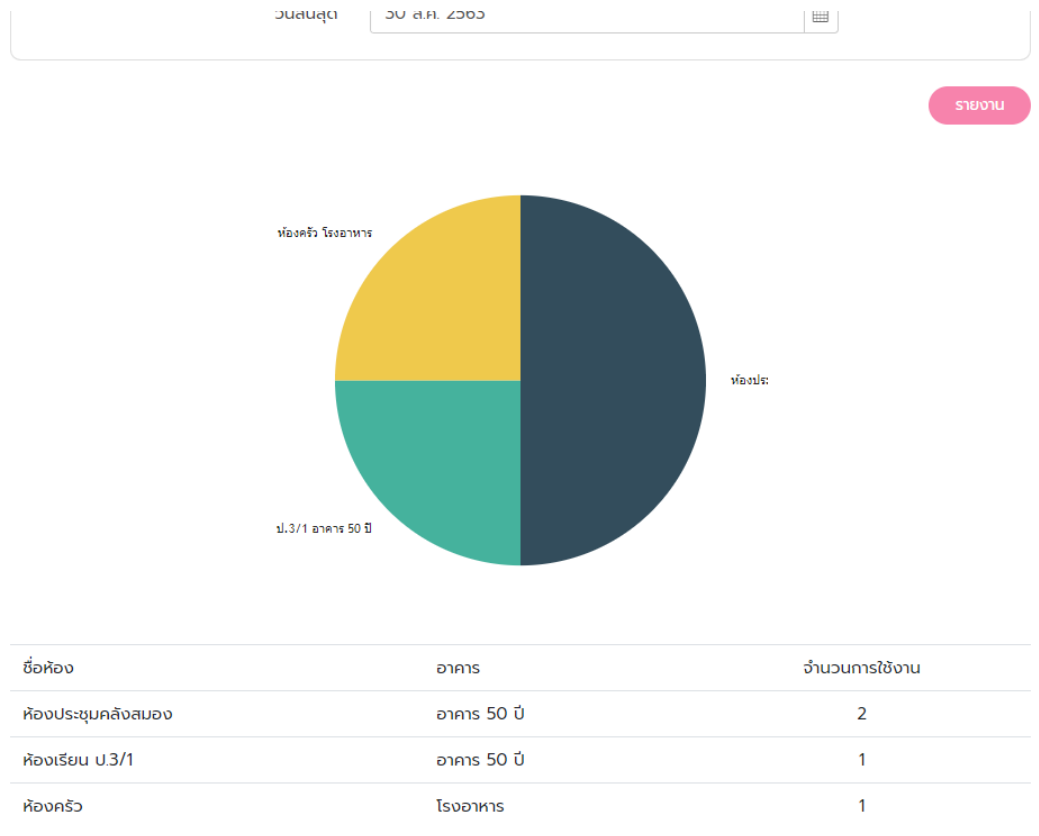 วันสิ้นสุด 30 ส.ค. 2563
รายงาน
ห้องครัว โรงอาหาร
ห้องประ
ป.3/1 อาคาร 50 ปี
ชื่อห้อง อาคาร จำนวนการใช้งาน
ห้องประชุมคลังสมอง อาคาร 50 ปี 2
ห้องเรียน ป.3/1 อาคาร 50 ปี 1
ห้องครัว โรงอาหาร 1